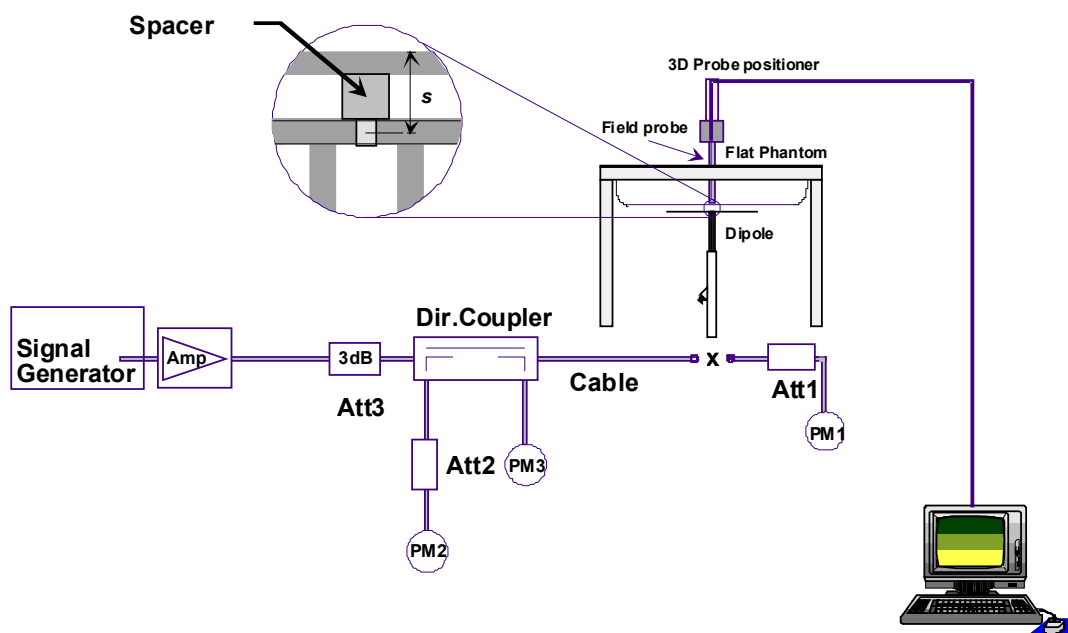 Spacer
s
3D Probe positioner
Field probe
Flat Phantom
Dipole
Dir.Coupler
Signal
Generator
Amp
3dB
x
Cable
Att1
Att3
PM1
Att2
PM3
PM2